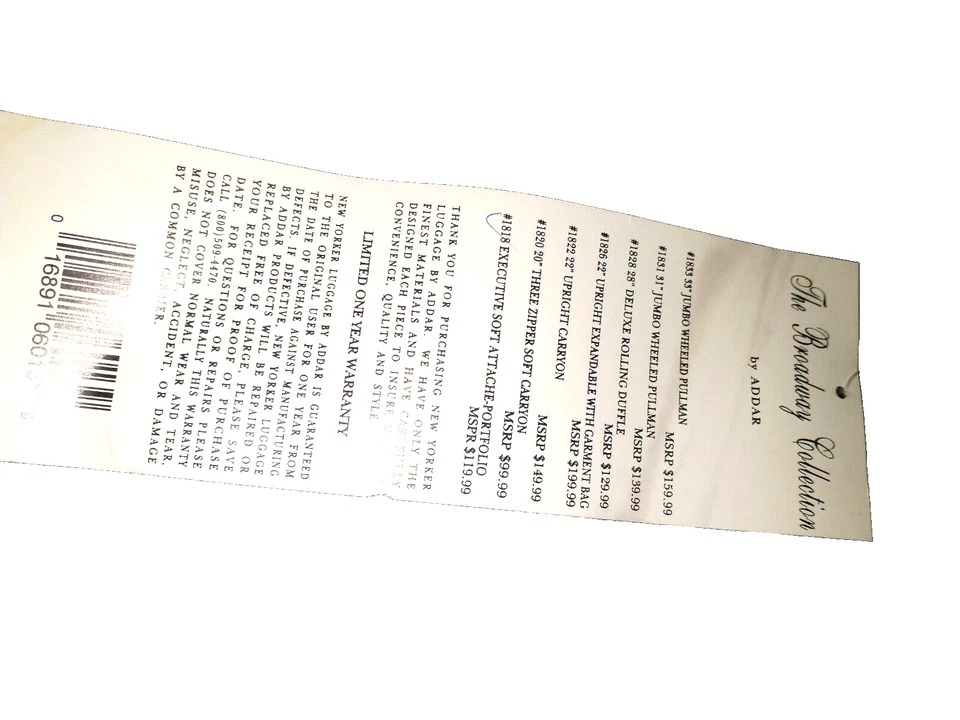 The Broadway Collection
by ADDAR
#1833 33" JUMBO WHEELED PULLMAN
MSRP $159.99
#1831 31" JUMBO WHEELED PULLMAN
MSRP $139.99
#1828 28" DELUXE ROLLING DUFFLE
MSRP $129.99
#1826 22" UPRIGHT EXPANDABLE WITH GARMENT BAG
MSRP $199.99
#1822 22" UPRIGHT CARRYON
MSRP $149.99
#1820 20" THREE ZIPPER SOFT CARRYON
MSRP $99.99
#1818 EXECUTIVE SOFT ATTACHE-PORTFOLIO
MSPR $119.99
THANK YOU FOR PURCHASING NEW YORKER
LUGGAGE BY ADDAR. WE HAVE ONLY THE
FINEST MATERIALS AND HAVE CAREFULLY
DESIGNED EACH PIECE TO INSURE
CONVENIENCE, QUALITY AND STYLE.
LIMITED ONE YEAR WARRANTY
NEW YORKER LUGGAGE BY ADDAR IS GUARANTEED
TO THE ORIGINAL USER FOR ONE YEAR FROM
THE DATE OF PURCHASE AGAINST MANUFACTURING
DEFECTS. IF DEFECTIVE, NEW YORKER LUGGAGE
BY ADDAR PRODUCTS WILL BE REPAIRED OR
REPLACED FREE OF CHARGE. PLEASE SAVE
YOUR RECEIPT FOR PROOF OF PURCHASE
DATE. FOR QUESTIONS OR REPAIRS PLEASE
CALL (800)509-4470. NATURALLY THIS WARRANTY
DOES NOT COVER NORMAL WEAR AND TEAR,
MISUSE, NEGLECT, ACCIDENT, OR DAMAGE
BY A COMMON CARRIER.
0 16891